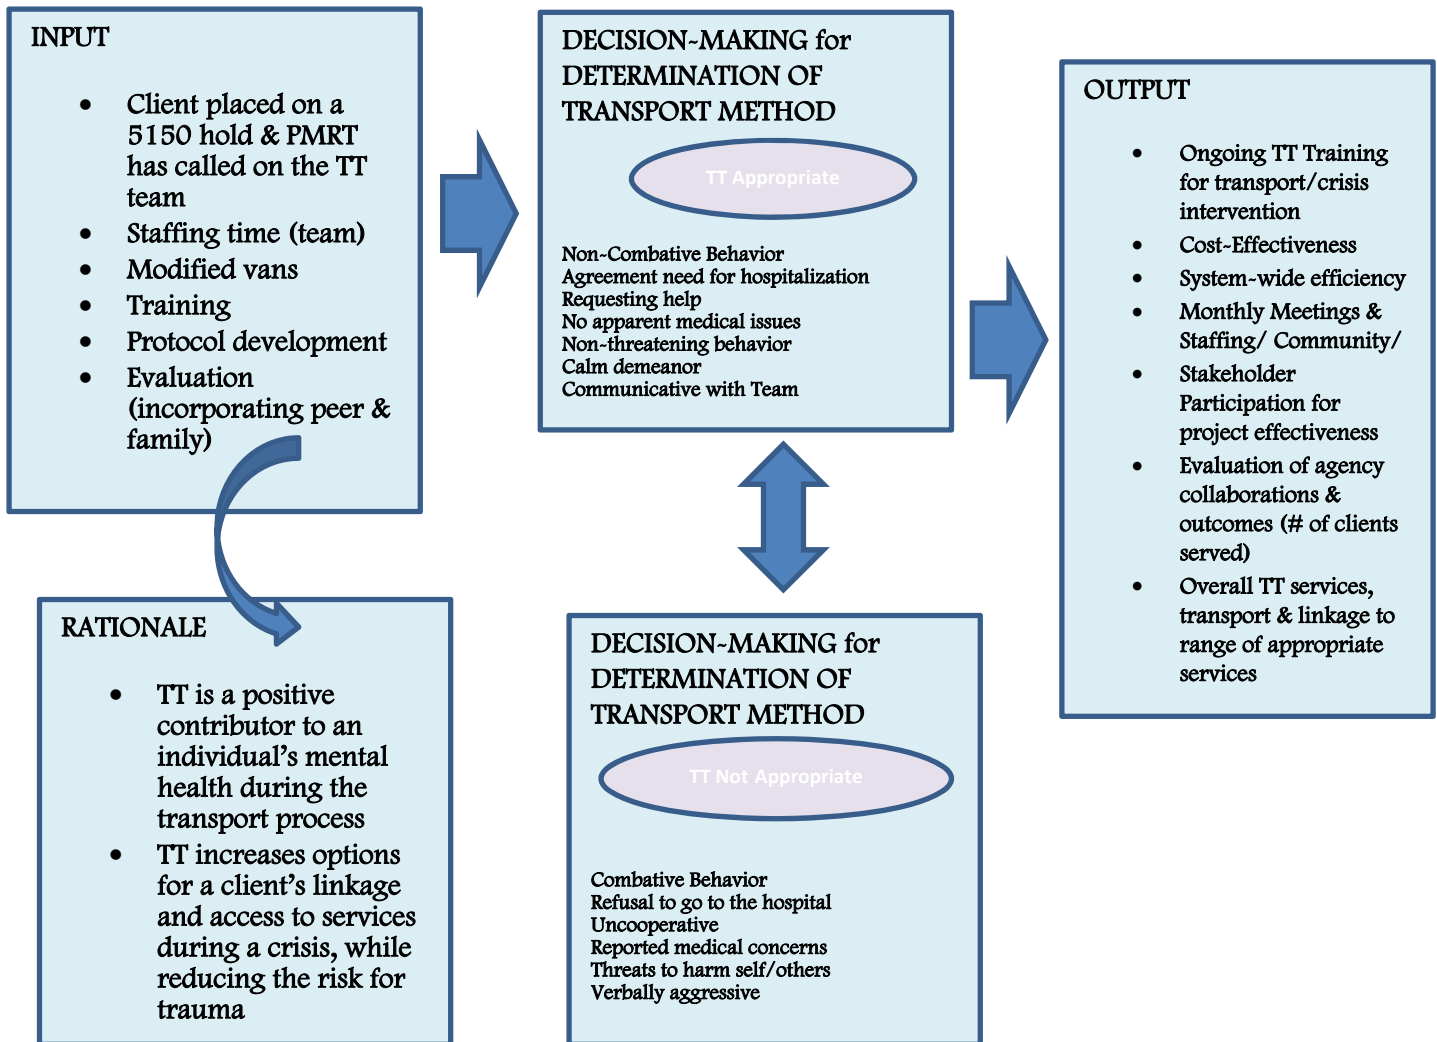 INPUT
• Client placed on a
5150 hold & PMRT
has called on the TT
team
• Staffing time (team)
• Modified vans
• Training
• Protocol development
• Evaluation
(incorporating peer &
family)
RATIONALE
• TT is a positive
contributor to an
individual’s mental
health during the
transport process
• TT increases options
for a client’s linkage
and access to services
during a crisis, while
reducing the risk for
trauma
DECISION-MAKING for
DETERMINATION OF
TRANSPORT METHOD
TT Appropriate
Non-Combative Behavior
Agreement need for hospitalization
Requesting help
No apparent medical issues
Non-threatening behavior
Calm demeanor
Communicative with Team
DECISION-MAKING for
DETERMINATION OF
TRANSPORT METHOD
TT Not Appropriate
Combative Behavior
Refusal to go to the hospital
Uncooperative
Reported medical concerns
Threats to harm self/others
Verbally aggressive
OUTPUT
• Ongoing TT Training
for transport/crisis
intervention
• Cost-Effectiveness
• System-wide efficiency
• Monthly Meetings &
Staffing/ Community/
• Stakeholder
Participation for
project effectiveness
• Evaluation of agency
collaborations &
outcomes (# of clients
served)
• Overall TT services,
transport & linkage to
range of appropriate
services